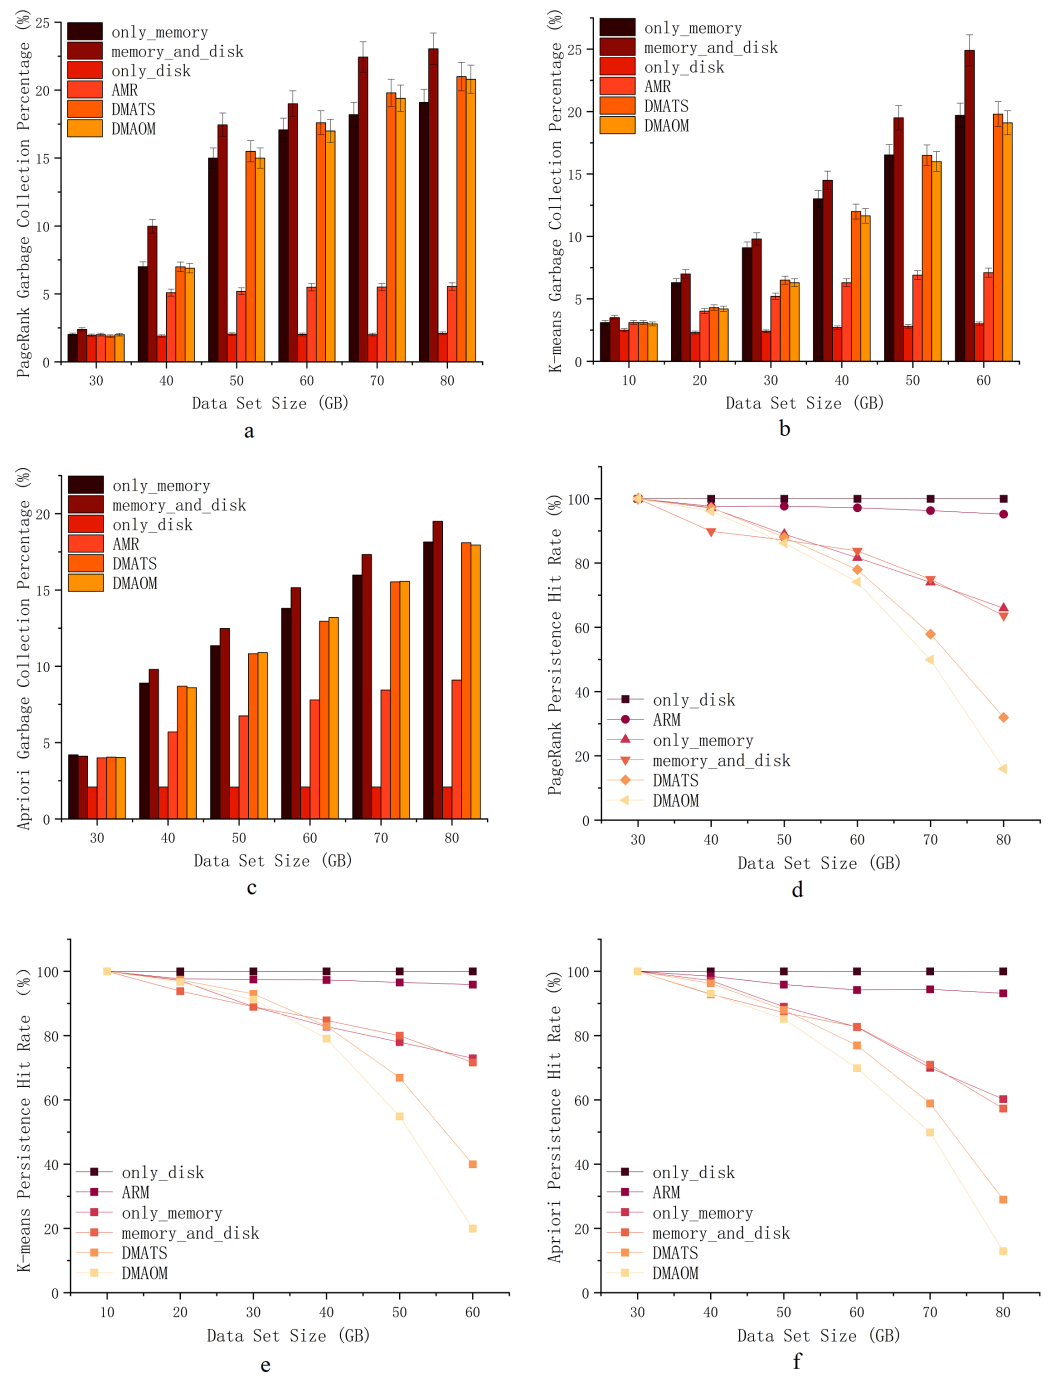 PageRank Garbage Collection Percentage (%)
25
20
15
10
5
0
only_memory
memory_and_disk
only_disk
AMR
DMATS
DMAOM
30 40 50 60 70 80
Data Set Size (GB)
a
K-means Garbage Collection Percentage (%)
25
20
15
10
5
0
only_memory
memory_and_disk
only_disk
AMR
DMATS
DMAOM
10 20 30 40 50 60
Data Set Size (GB)
b
Apriori Garbage Collection Percentage (%)
20
15
10
5
0
only_memory
memory_and_disk
only_disk
AMR
DMATS
DMAOM
30 40 50 60 70 80
Data Set Size (GB)
c
PageRank Persistence Hit Rate (%)
100
80
60
40
20
0
only_disk
ARM
only_memory
memory_and_disk
DMATS
DMAOM
30 40 50 60 70 80
Data Set Size (GB)
d
K-means Persistence Hit Rate (%)
100
80
60
40
20
0
only_disk
ARM
only_memory
memory_and_disk
DMATS
DMAOM
10 20 30 40 50 60
Data Set Size (GB)
e
Apriori Persistence Hit Rate (%)
100
80
60
40
20
0
only_disk
ARM
only_memory
memory_and_disk
DMATS
DMAOM
30 40 50 60 70 80
Data Set Size (GB)
f